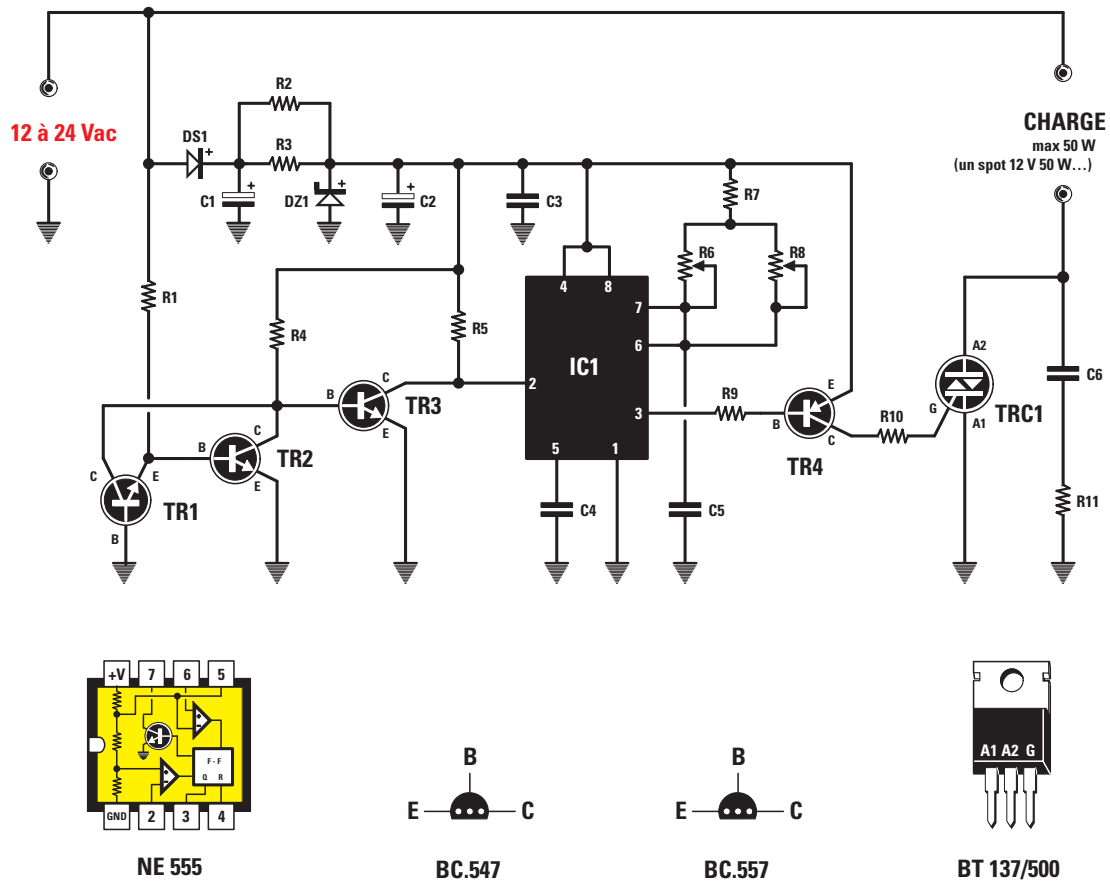 12 à 24 Vac
CHARGE
max 50 W
(un spot 12 V 50 W...)
R2
DS1
+
R3
+
C1
+
DZ1
+
C2
C3
R7
R6
R8
R1
R4
R5
4
8
7
6
IC1
2
3
5
1
C
B
E
TR3
C
B
E
TR2
C
E
B
TR1
C4
C5
R9
E
B
C
TR4
R10
A2
G
A1
TRC1
C6
R11
+V
7
6
5
F - F
Q
R
GND
2
3
4
NE 555
B
E
C
BC.547
B
E
C
BC.557
A1 A2 G
BT 137/500